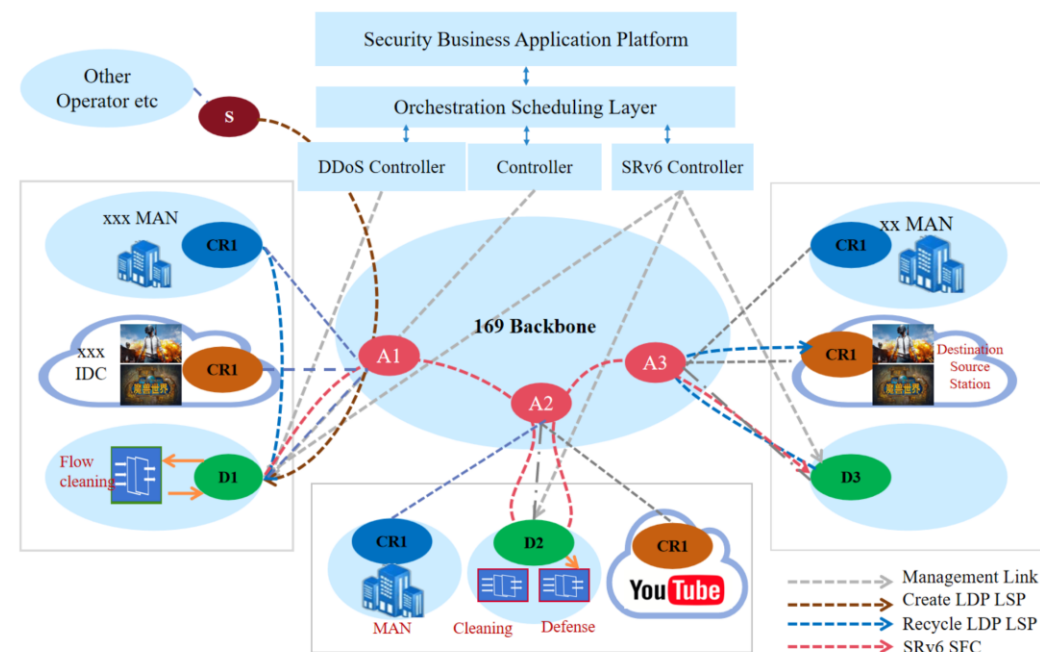 Security Business Application Platform
Other
Operator etc
Orchestration Scheduling Layer
S
DDoS Controller
Controller
SRv6 Controller
xxx MAN
CR1
xx MAN
CR1
169 Backbone
xxx
IDC
CR1
A1
A2
A3
CR1
Destination
Source
Station
Flow
cleaning
D1
D3
CR1
D2
CR1
YouTube
MAN
Cleaning
Defense
Management Link
Create LDP LSP
Recycle LDP LSP
SRv6 SFC